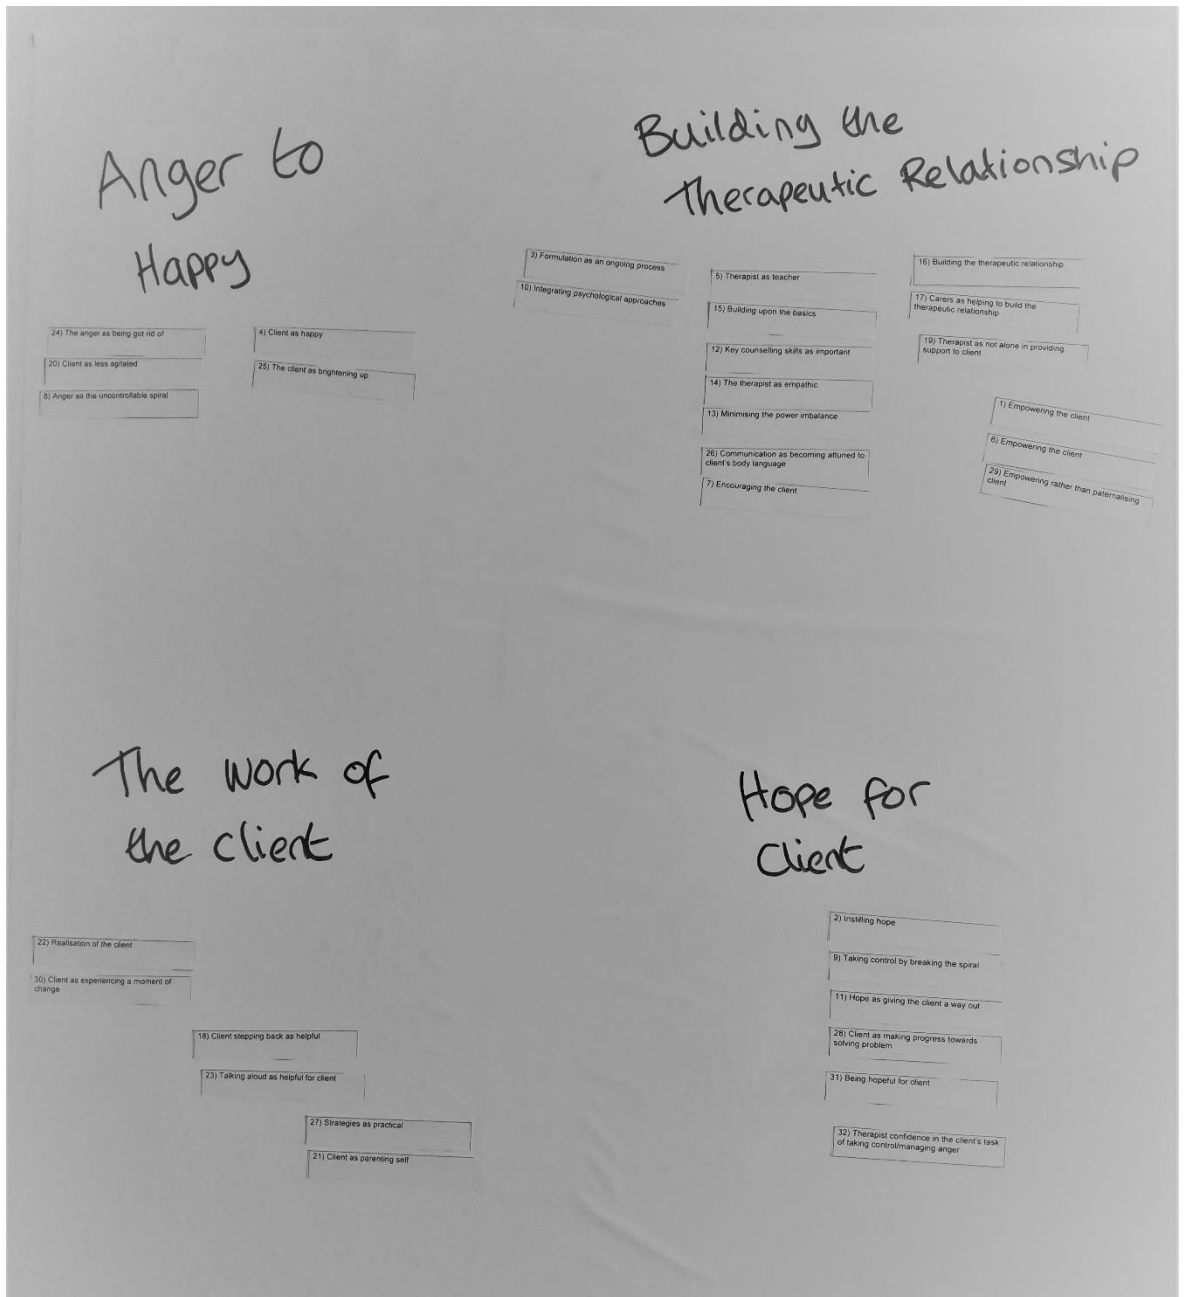 Anger to
Happy
24) The anger as being got rid of
20) Client as less agitated
8) Anger as the uncontrollable spiral
4) Client as happy
25) The client as brightening up
Building the
Therapeutic Relationship
3) Formulation as an ongoing process
10) Integrating psychological approaches
5) Therapist as teacher
15) Building upon the basics
12) Key counselling skills as important
14) The therapist as empathic
13) Minimising the power imbalance
26) Communication as becoming attuned to
client's body language
7) Encouraging the client
16) Building the therapeutic relationship
17) Carers as helping to build the
therapeutic relationship
19) Therapist as not alone in providing
support to client
1) Empowering the client
6) Empowering the client
29) Empowering rather than paternalising
client
The work of
the client
22) Realisation of the client
30) Client as experiencing a moment of
change
18) Client stepping back as helpful
23) Talking aloud as helpful for client
27) Strategies as practical
21) Client as parenting self
Hope for
Client
2) Instilling hope
9) Taking control by breaking the spiral
11) Hope as giving the client a way out
28) Client as making progress towards
solving problem
31) Being hopeful for client
32) Therapist confidence in the client's task
of taking control/managing anger